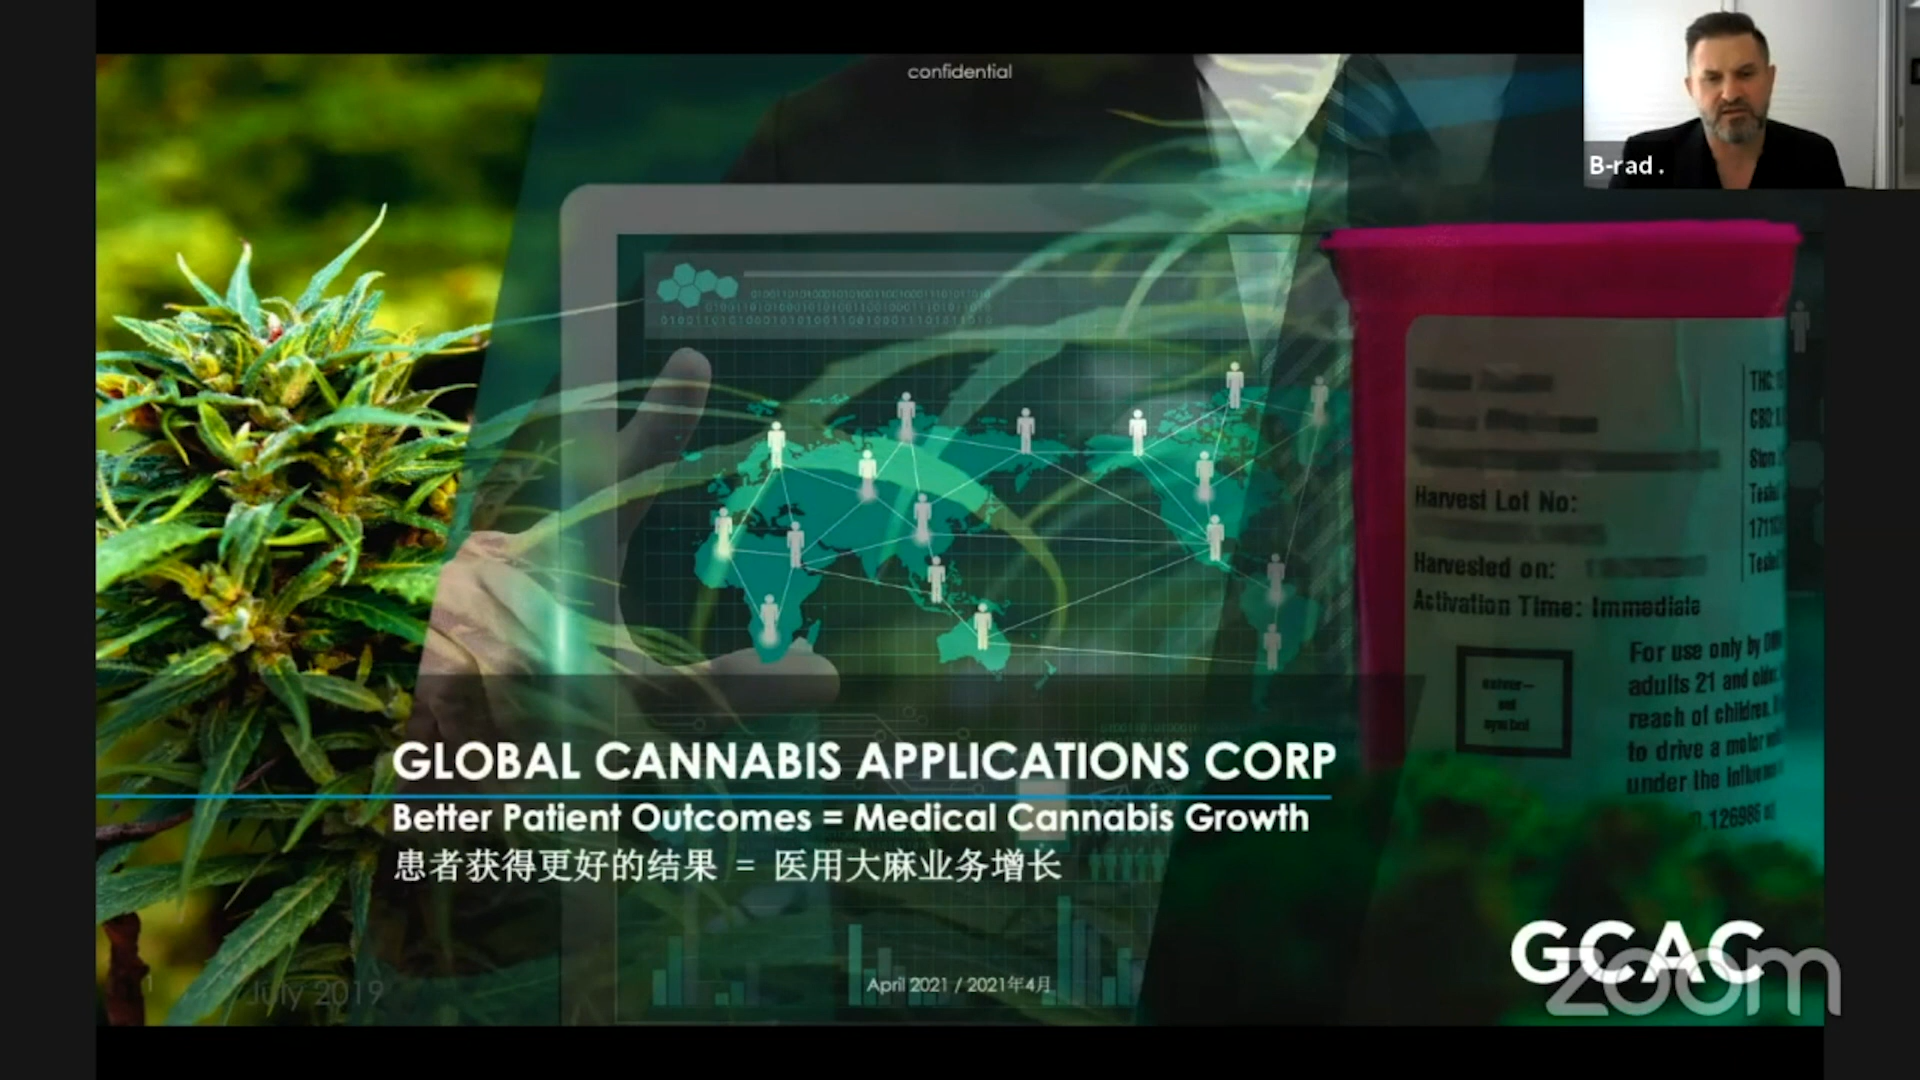 confidential
B-rad .
Harvest Lot No:
Harvested on:
Activation Time: Immediate
For use only by
adults 21 and older.
reach of children.
to drive a motor
under the influence
GLOBAL CANNABIS APPLICATIONS CORP
Better Patient Outcomes = Medical Cannabis Growth
患者获得更好的结果 = 医用大麻业务增长
GCAC
zoom
April 2021 / 2021年4月
July 2019
1